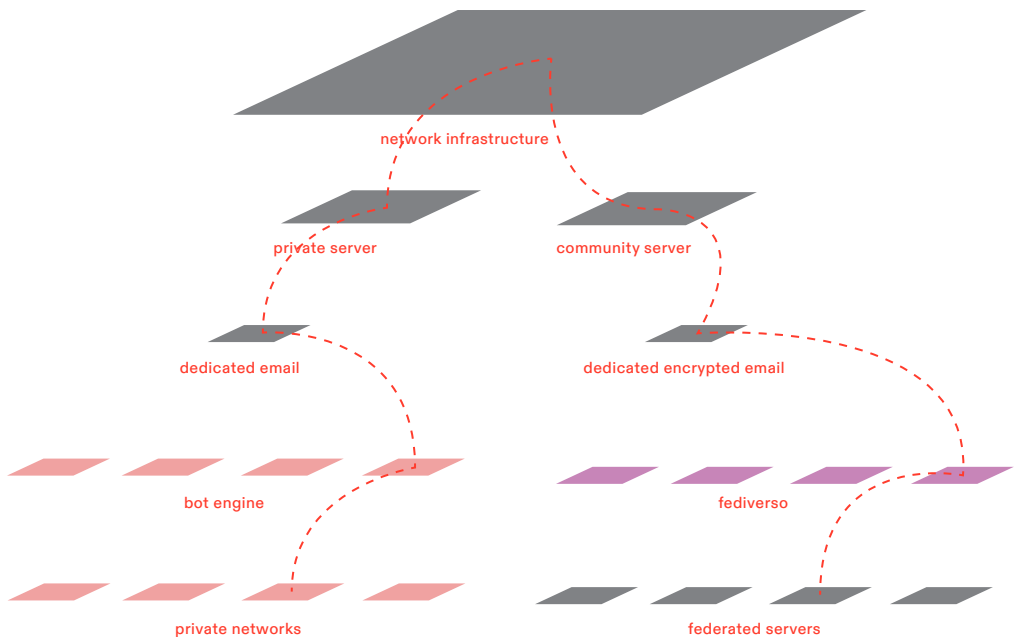 network infrastructure
private server
community server
dedicated email
dedicated encrypted email
bot engine
fediverso
private networks
federated servers